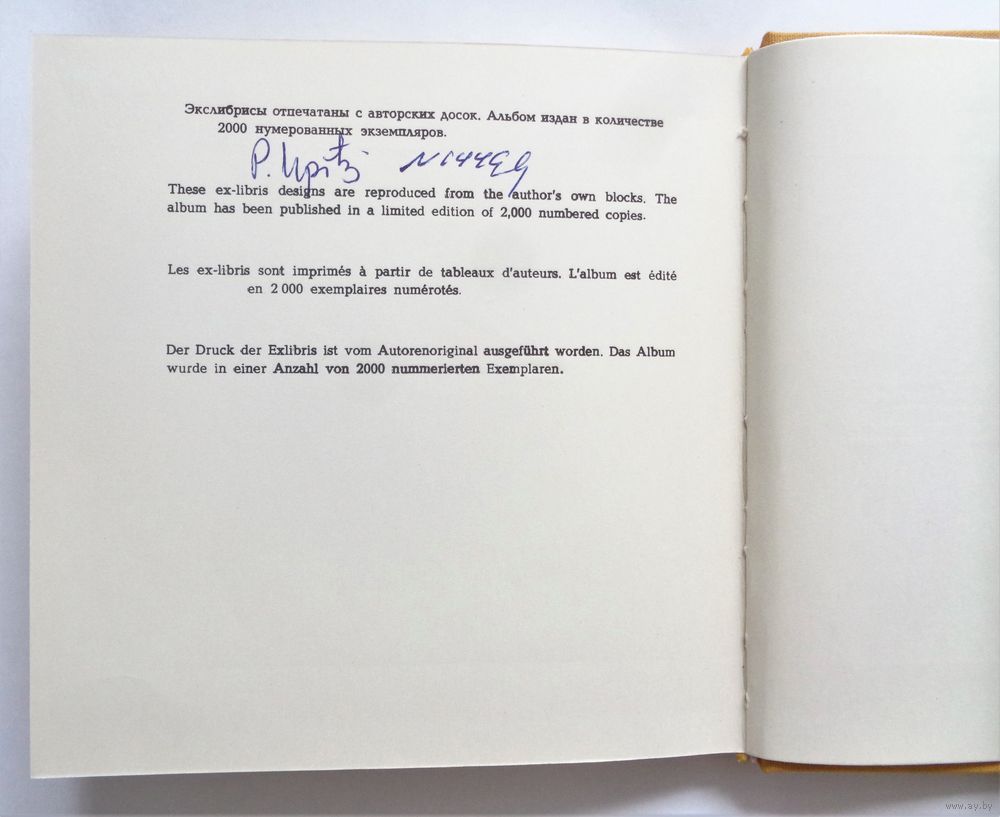 Экслибрисы отпечатаны с авторских досок. Альбом издан в количестве
2000 нумерованных экземпляров.
P. Upītis
These ex-libris designs are reproduced from the author's own blocks. The
album has been published in a limited edition of 2,000 numbered copies.
Les ex-libris sont imprimés à partir de tableaux d'auteurs. L'album est édité
en 2 000 exemplaires numérotés.
Der Druck der Exlibris ist vom Autorenoriginal ausgeführt worden. Das Album
wurde in einer Anzahl von 2000 nummerierten Exemplaren.
www.ay.by